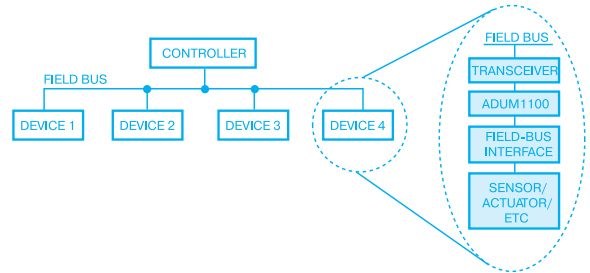 CONTROLLER
FIELD BUS
DEVICE 1
DEVICE 2
DEVICE 3
DEVICE 4
FIELD BUS
TRANSCEIVER
ADUM1100
FIELD-BUS
INTERFACE
SENSOR/
ACTUATOR/
ETC